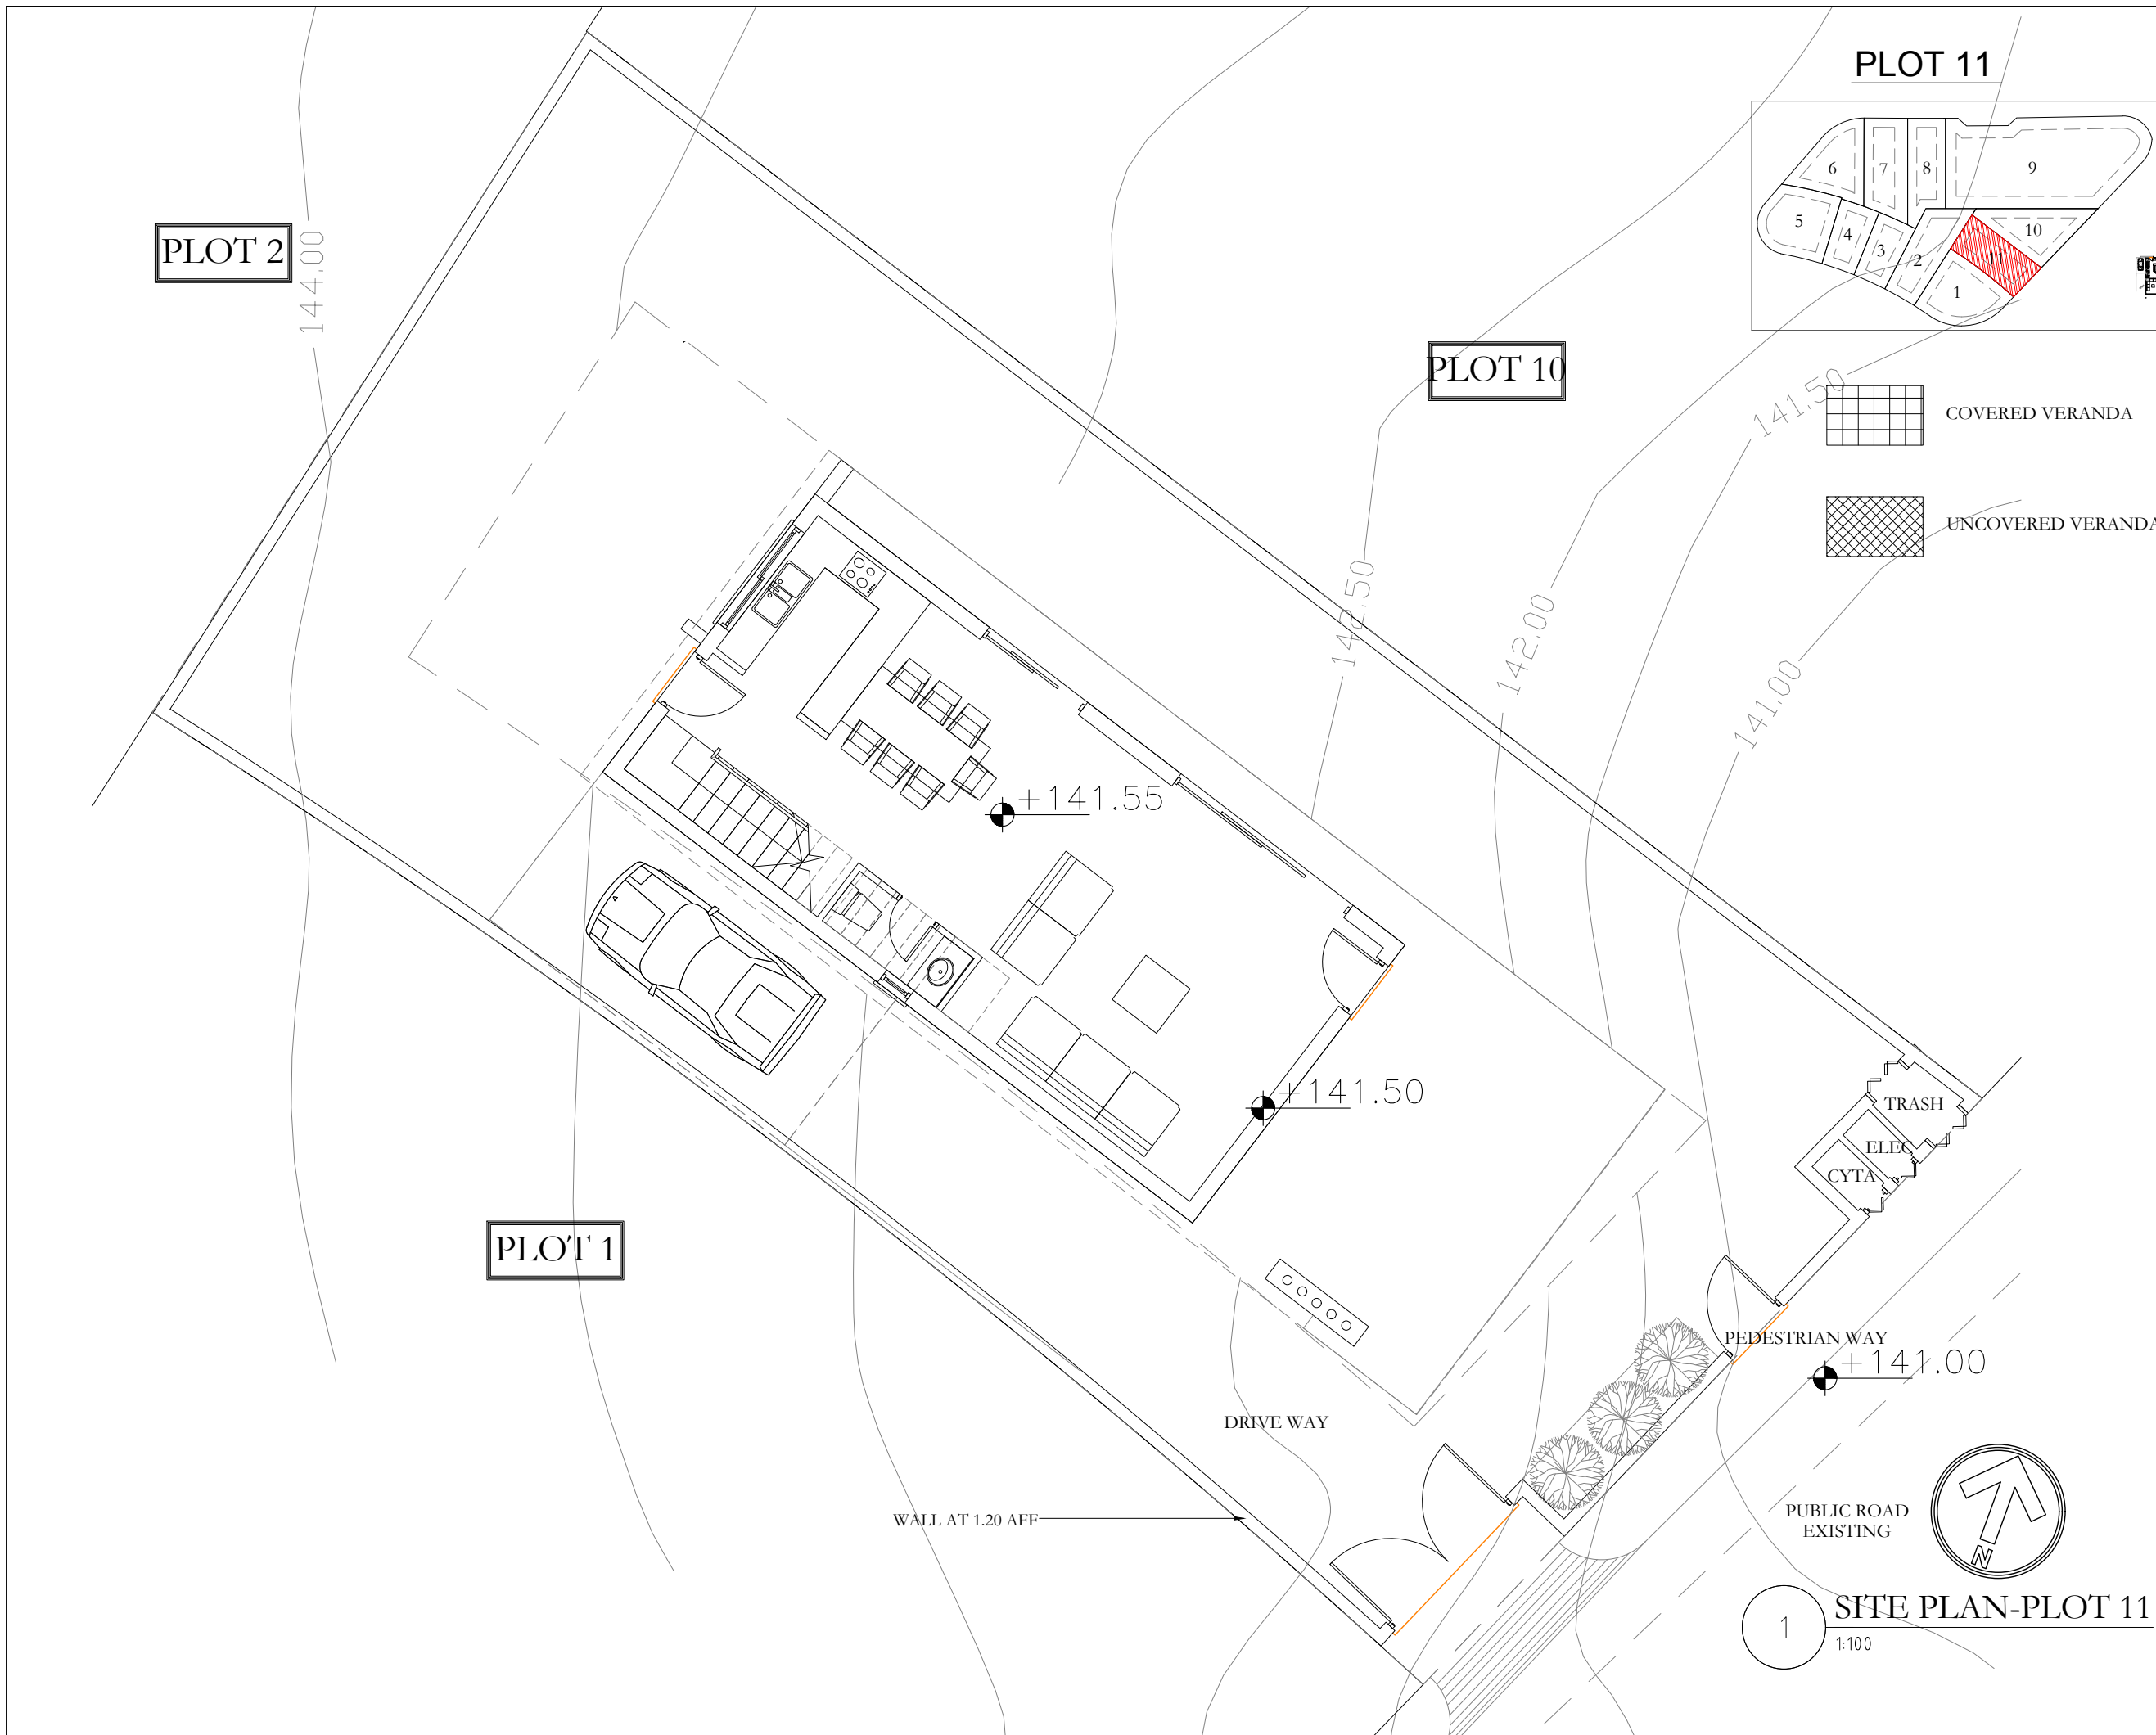 PLOT 11
6
7
8
9
5
4
3
2
11
10
1
PLOT 2
144.00
PLOT 10
141.50
COVERED VERANDA
UNCOVERED VERANDA
142.50
142.00
141.00
+141.55
+141.50
TRASH
ELEC
CYTA
PLOT 1
PEDESTRIAN WAY
+141.00
DRIVE WAY
WALL AT 1.20 AFF
PUBLIC ROAD
EXISTING
N
1
SITE PLAN-PLOT 11
1:100